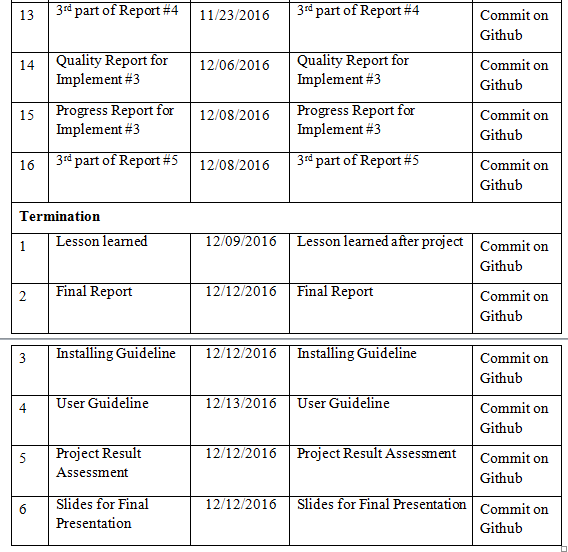 13 3rd part of Report #4 11/23/2016 3rd part of Report #4 Commit on
Github
14 Quality Report for 12/06/2016 Quality Report for Commit on
Implement #3 Implement #3 Github
15 Progress Report for 12/08/2016 Progress Report for Commit on
Implement #3 Implement #3 Github
16 3rd part of Report #5 12/08/2016 3rd part of Report #5 Commit on
Github
Termination
1 Lesson learned 12/09/2016 Lesson learned after project Commit on
Github
2 Final Report 12/12/2016 Final Report Commit on
Github
3 Installing Guideline 12/12/2016 Installing Guideline Commit on
Github
4 User Guideline 12/13/2016 User Guideline Commit on
Github
5 Project Result 12/12/2016 Project Result Assessment Commit on
Assessment Github
6 Slides for Final 12/12/2016 Slides for Final Presentation Commit on
Presentation Github